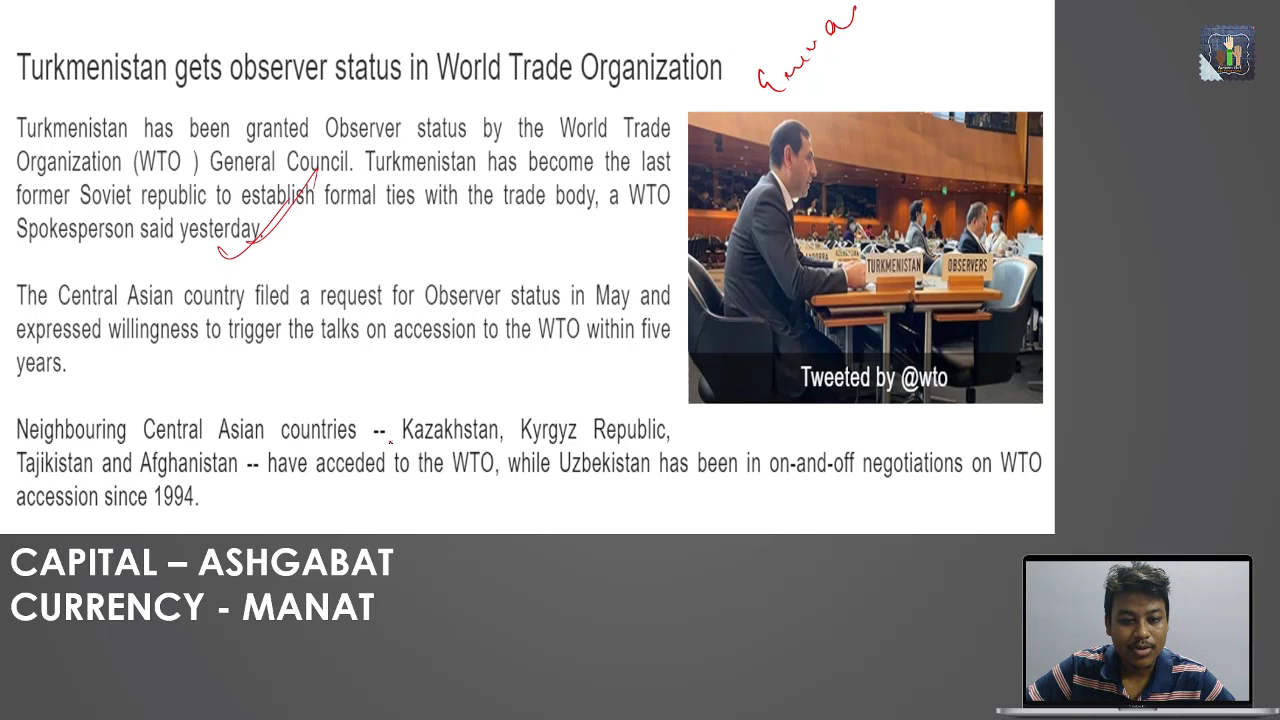 Turkmenistan gets observer status in World Trade Organization
Geneva
Turkmenistan has been granted Observer status by the World Trade
Organization (WTO ) General Council. Turkmenistan has become the last
former Soviet republic to establish formal ties with the trade body, a WTO
Spokesperson said yesterday.
The Central Asian country filed a request for Observer status in May and
expressed willingness to trigger the talks on accession to the WTO within five
years.
TURKMENISTAN
OBSERVERS
Tweeted by @wto
Neighbouring Central Asian countries -- Kazakhstan, Kyrgyz Republic,
Tajikistan and Afghanistan -- have acceded to the WTO, while Uzbekistan has been in on-and-off negotiations on WTO
accession since 1994.
CAPITAL – ASHGABAT
CURRENCY - MANAT